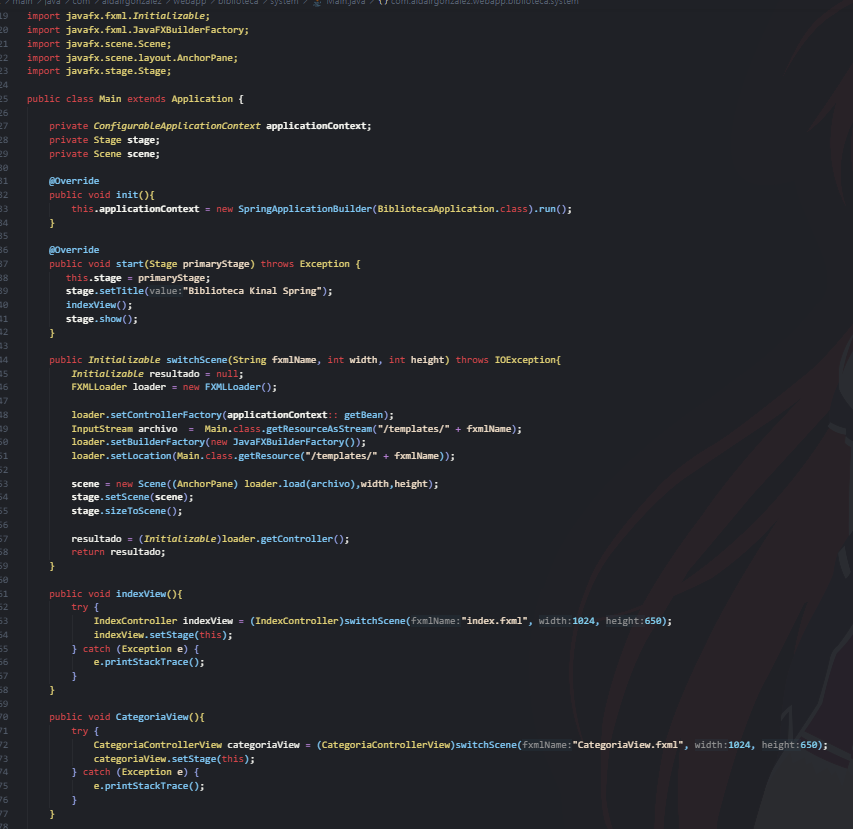 main / java / com / aldairgonzalez / webapp / biblioteca / system / Main.java / {} com.aldairgonzalez.webapp.biblioteca.system
19 import javafx.fxml.Initializable;
20 import javafx.fxml.JavaFXBuilderFactory;
21 import javafx.scene.Scene;
22 import javafx.scene.layout.AnchorPane;
23 import javafx.stage.Stage;
24
25 public class Main extends Application {
26
27 private ConfigurableApplicationContext applicationContext;
28 private Stage stage;
29 private Scene scene;
30
31 @Override
32 public void init(){
33 this.applicationContext = new SpringApplicationBuilder(BibliotecaApplication.class).run();
34 }
35
36 @Override
37 public void start(Stage primaryStage) throws Exception {
38 this.stage = primaryStage;
39 stage.setTitle(value:"Biblioteca Kinal Spring");
40 indexView();
41 stage.show();
42 }
43
44 public Initializable switchScene(String fxmlName, int width, int height) throws IOException{
45 Initializable resultado = null;
46 FXMLLoader loader = new FXMLLoader();
47
48 loader.setControllerFactory(applicationContext:: getBean);
49 InputStream archivo = Main.class.getResourceAsStream("/templates/" + fxmlName);
50 loader.setBuilderFactory(new JavaFXBuilderFactory());
51 loader.setLocation(Main.class.getResource("/templates/" + fxmlName));
52
53 scene = new Scene((AnchorPane) loader.load(archivo),width,height);
54 stage.setScene(scene);
55 stage.sizeToScene();
56
57 resultado = (Initializable)loader.getController();
58 return resultado;
59 }
60
61 public void indexView(){
62 try {
63 IndexController indexView = (IndexController)switchScene(fxmlName:"index.fxml", width:1024, height:650);
64 indexView.setStage(this);
65 } catch (Exception e) {
66 e.printStackTrace();
67 }
68 }
69
70 public void CategoriaView(){
71 try {
72 CategoriaControllerView categoriaView = (CategoriaControllerView)switchScene(fxmlName:"CategoriaView.fxml", width:1024, height:650);
73 categoriaView.setStage(this);
74 } catch (Exception e) {
75 e.printStackTrace();
76 }
77 }
78